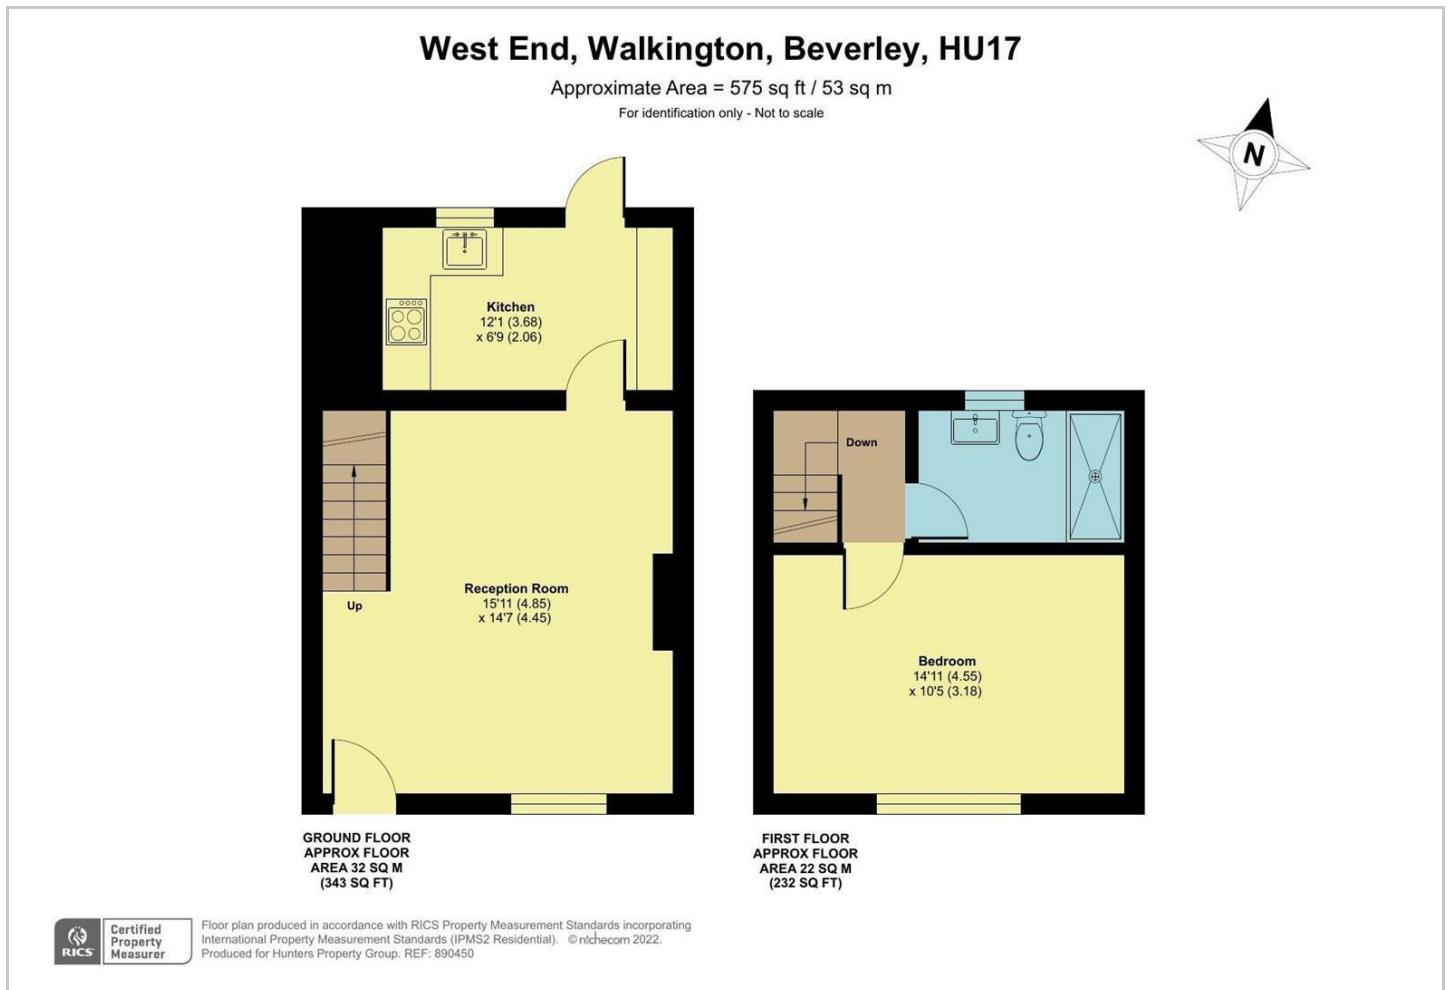 West End, Walkington, Beverley, HU17
Approximate Area = 575 sq ft / 53 sq m
For identification only - Not to scale
N
Kitchen
12'1 (3.68)
x 6'9 (2.06)
Reception Room
15'11 (4.85)
x 14'7 (4.45)
Up
Down
Bedroom
14'11 (4.55)
x 10'5 (3.18)
GROUND FLOOR
APPROX FLOOR
AREA 32 SQ M
(343 SQ FT)
FIRST FLOOR
APPROX FLOOR
AREA 22 SQ M
(232 SQ FT)
RICS
Certified
Property
Measurer
Floor plan produced in accordance with RICS Property Measurement Standards incorporating
International Property Measurement Standards (IPMS2 Residential). © nichecom 2022.
Produced for Hunters Property Group. REF: 890450